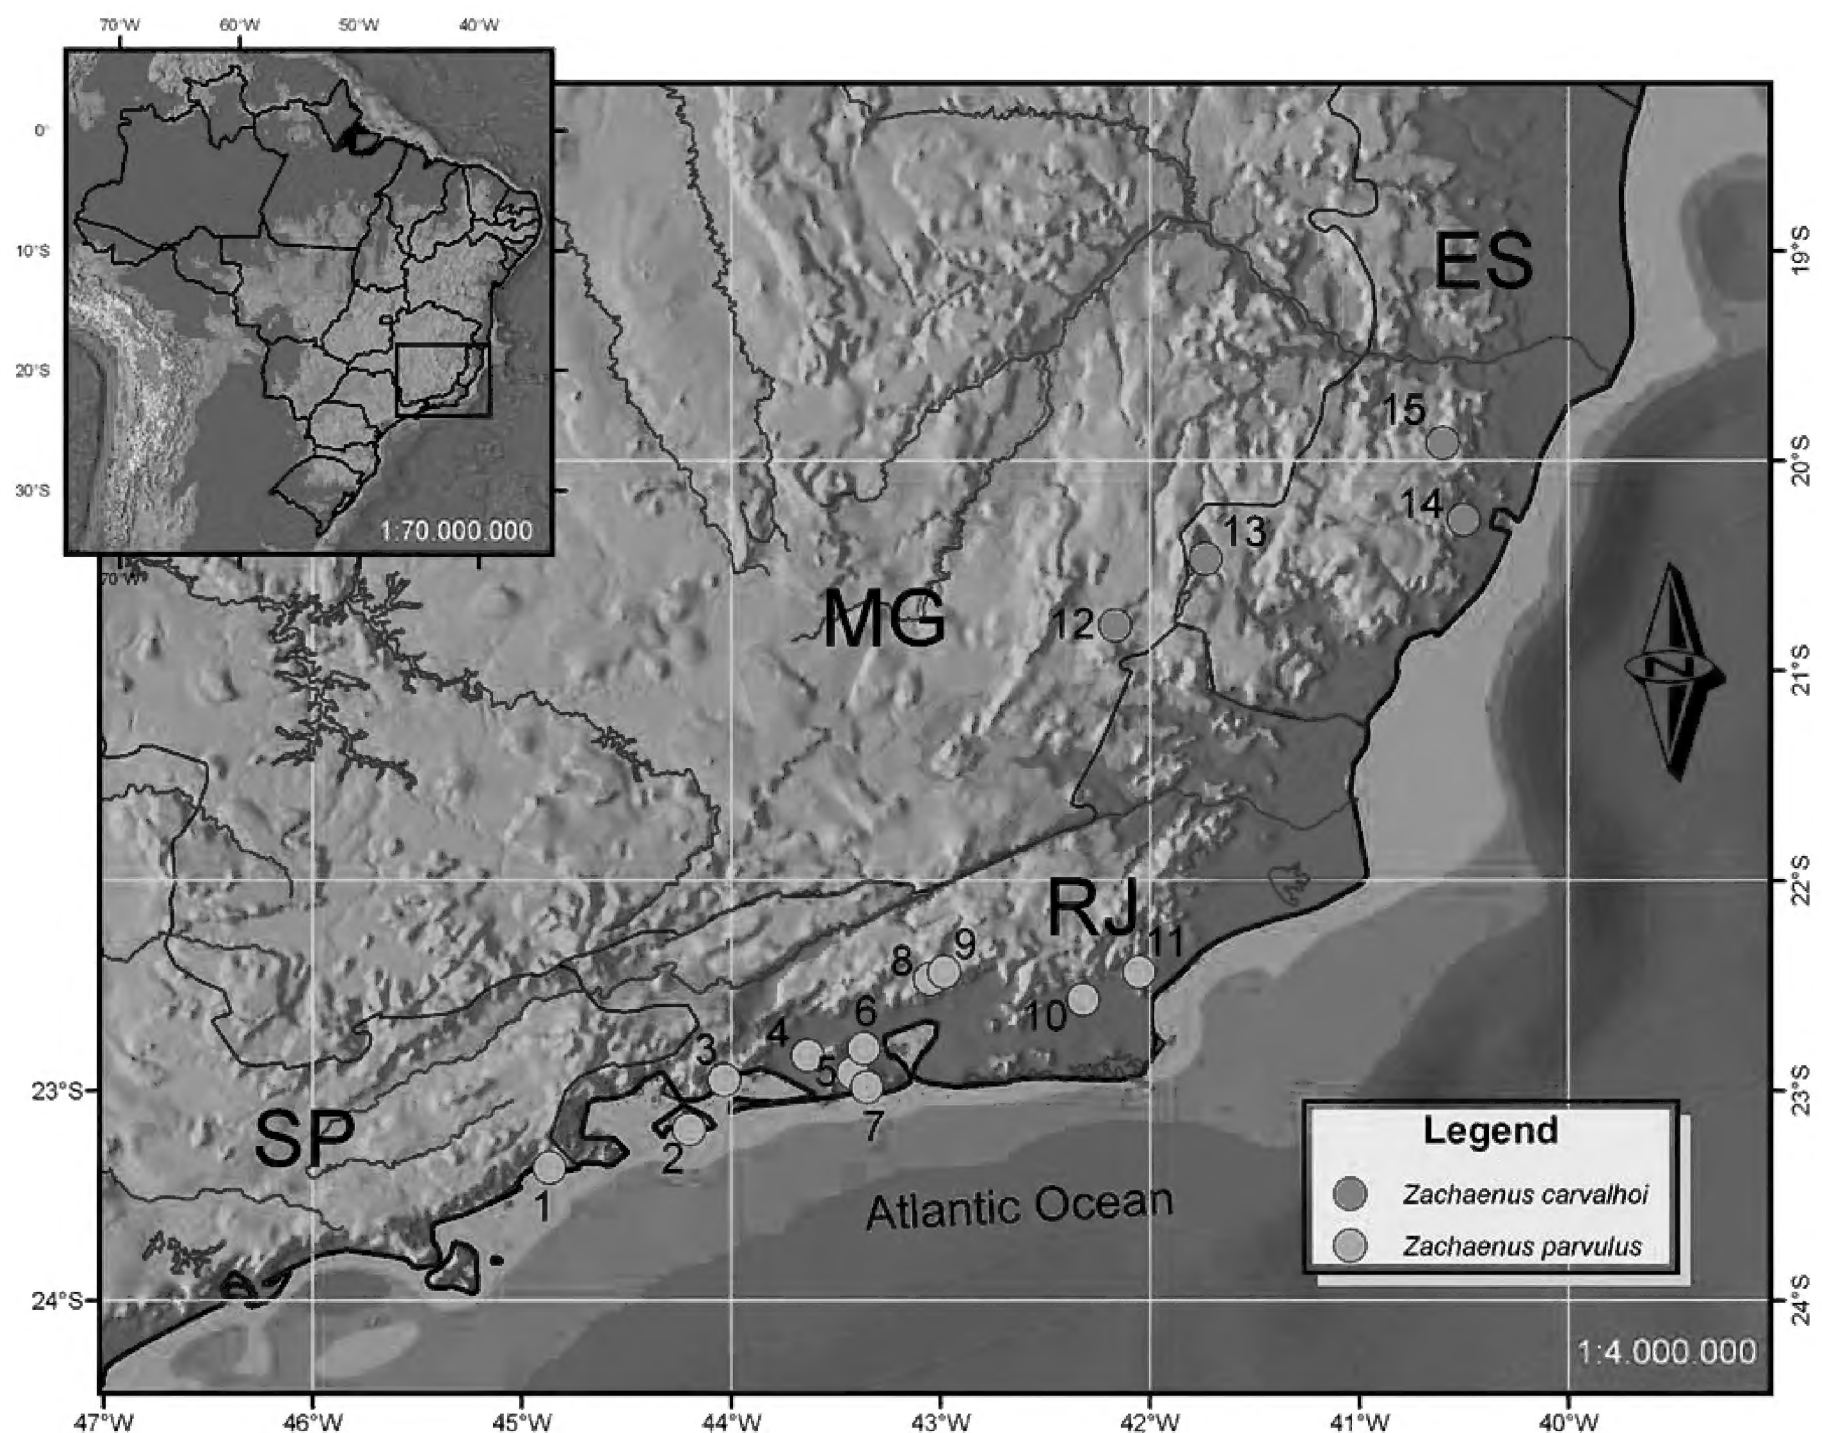 70°W 60°W 50°W 40°W
0°
10°S
20°S
30°S
1:70.000.000
70°W
ES
19°S
15
20°S
14
13
MG
12
21°S
N
22°S
RJ
8 9 11
10
6
4
3
5
23°S 23°S
7
SP
2
1
Atlantic Ocean
Legend
Zachaenus carvalhoi
Zachaenus parvulus
24°S 24°S
1:4.000.000
47°W 46°W 45°W 44°W 43°W 42°W 41°W 40°W